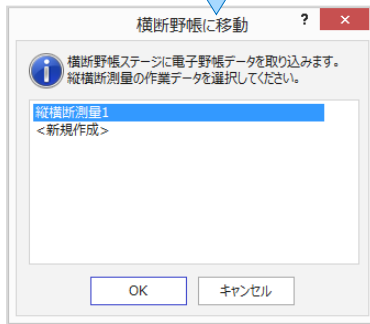 横断野帳に移動
? ×
横断野帳ステージに電子野帳データを取り込みます。
縦横断測量の作業データを選択してください。
縦横断測量1
<新規作成>
OK キャンセル